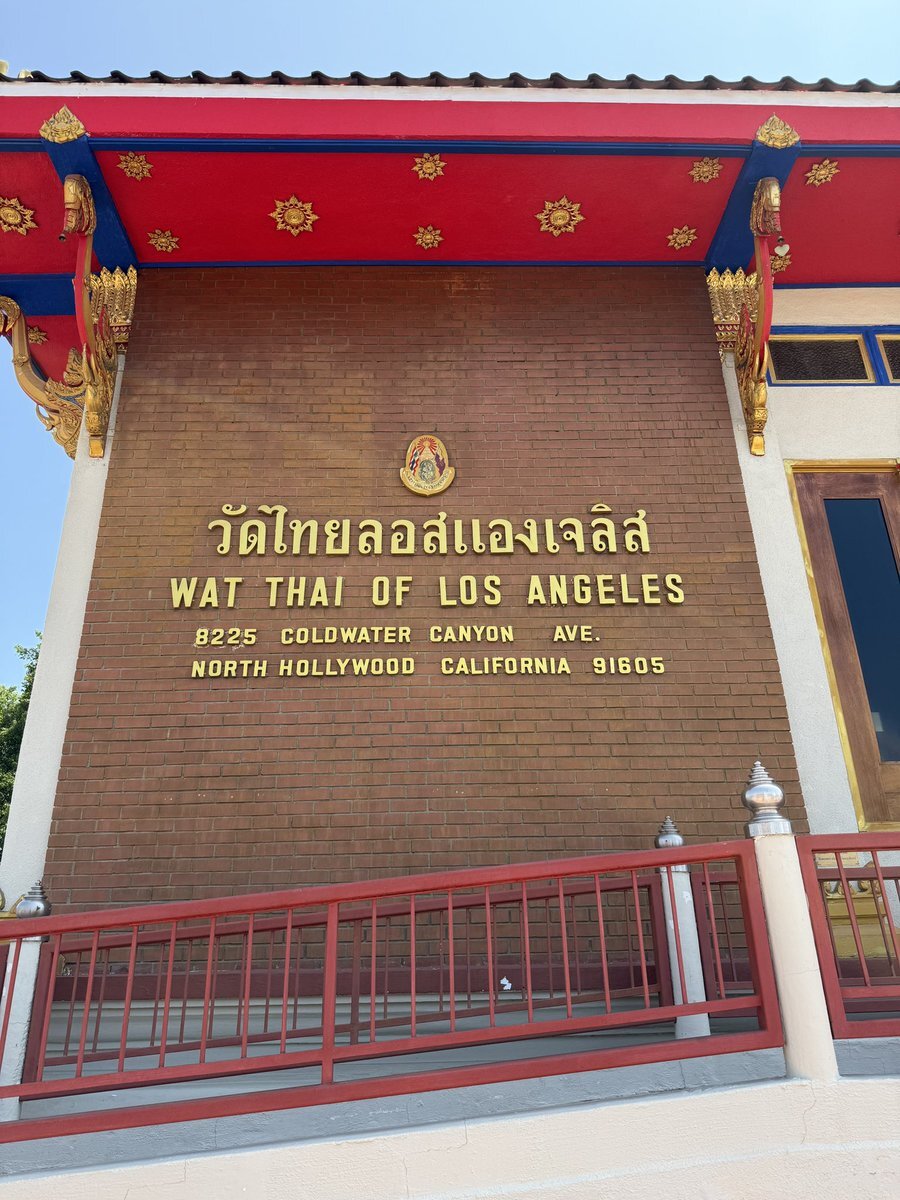 วัดไทยลอสแองเจลิส
WAT THAI OF LOS ANGELES
8225 COLDWATER CANYON AVE.
NORTH HOLLYWOOD CALIFORNIA 91605